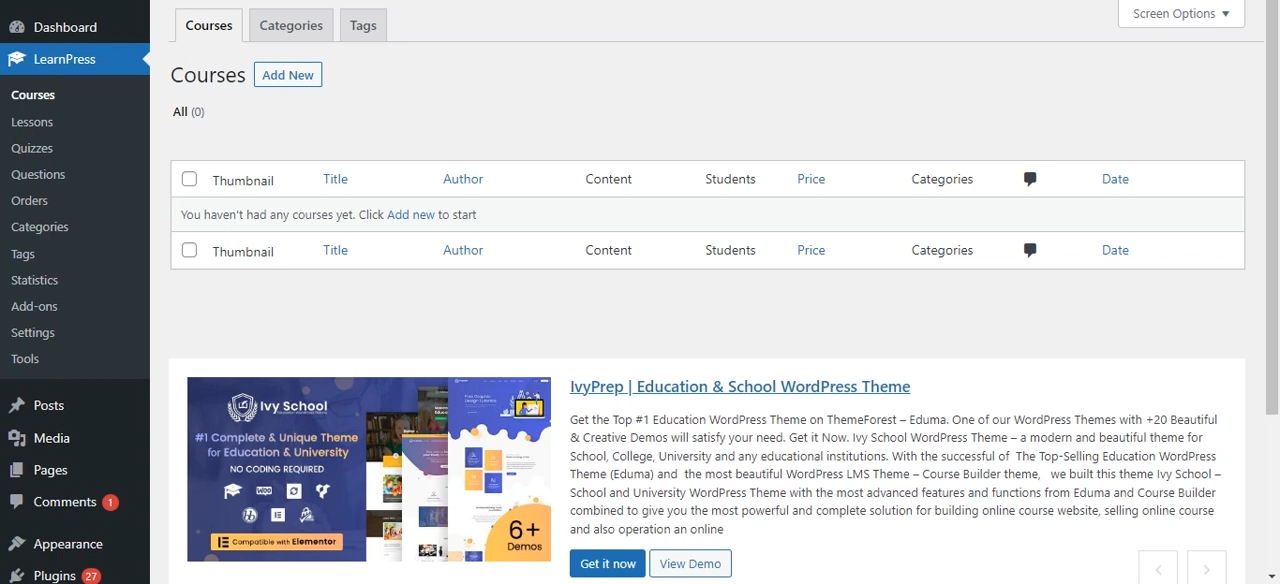 Dashboard
LearnPress
Courses
Lessons
Quizzes
Questions
Orders
Categories
Tags
Statistics
Add-ons
Settings
Tools
Posts
Media
Pages
Comments 1
Appearance
Plugins 27
Courses Categories Tags
Screen Options
Courses Add New
All (0)
Thumbnail Title Author Content Students Price Categories Date
You haven't had any courses yet. Click Add new to start
Thumbnail Title Author Content Students Price Categories Date
Ivy School
#1 Complete & Unique Theme
for Education & University
NO CODING REQUIRED
Compatible with Elementor
6+
Demos
IvyPrep | Education & School WordPress Theme
Get the Top #1 Education WordPress Theme on ThemeForest – Eduma. One of our WordPress Themes with +20 Beautiful
& Creative Demos will satisfy your need. Get it Now. Ivy School WordPress Theme – a modern and beautiful theme for
School, College, University and any educational institutions. With the successful of The Top-Selling Education WordPress
Theme (Eduma) and the most beautiful WordPress LMS Theme – Course Builder theme, we built this theme Ivy School –
School and University WordPress Theme with the most advanced features and functions from Eduma and Course Builder
combined to give you the most powerful and complete solution for building online course website, selling online course
and also operation an online
Get it now View Demo